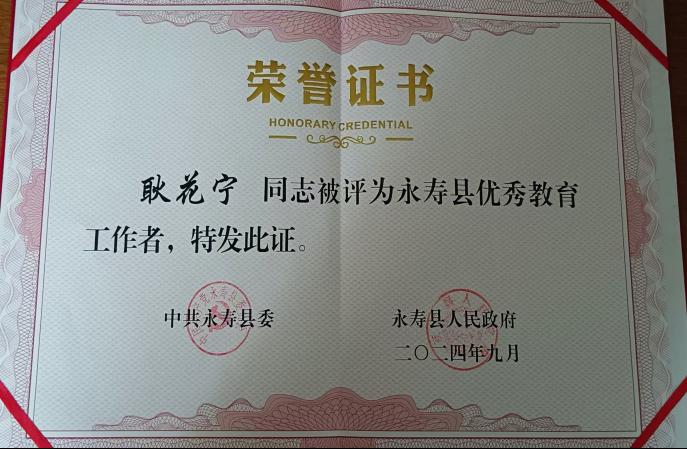 荣誉证书
HONORARY CREDENTIAL
耿花宁 同志被评为永寿县优秀教育
工作者，特发此证。
中共永寿县委
永寿县人民政府
二〇二四年九月